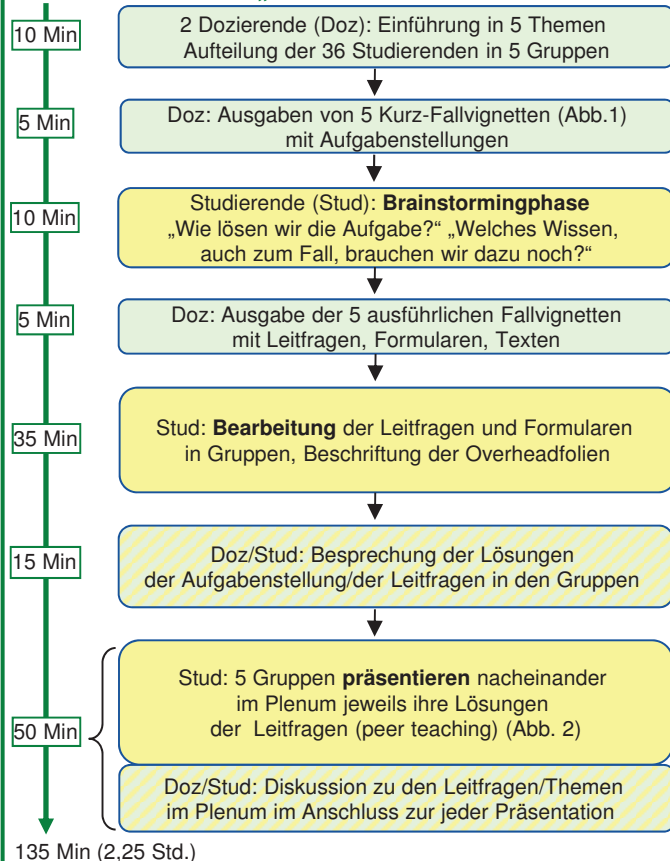 10 Min
2 Dozierende (Doz): Einführung in 5 Themen
Aufteilung der 36 Studierenden in 5 Gruppen
5 Min
Doz: Ausgaben von 5 Kurz-Fallvignetten (Abb.1)
mit Aufgabenstellungen
10 Min
Studierende (Stud): Brainstormingphase
„Wie lösen wir die Aufgabe?“ „Welches Wissen,
auch zum Fall, brauchen wir dazu noch?“
5 Min
Doz: Ausgabe der 5 ausführlichen Fallvignetten
mit Leitfragen, Formularen, Texten
35 Min
Stud: Bearbeitung der Leitfragen und Formularen
in Gruppen, Beschriftung der Overheadfolien
15 Min
Doz/Stud: Besprechung der Lösungen
der Aufgabenstellung/der Leitfragen in den Gruppen
50 Min
Stud: 5 Gruppen präsentieren nacheinander
im Plenum jeweils ihre Lösungen
der Leitfragen (peer teaching) (Abb. 2)
Doz/Stud: Diskussion zu den Leitfragen/Themen
im Plenum im Anschluss zur jeder Präsentation
135 Min (2,25 Std.)